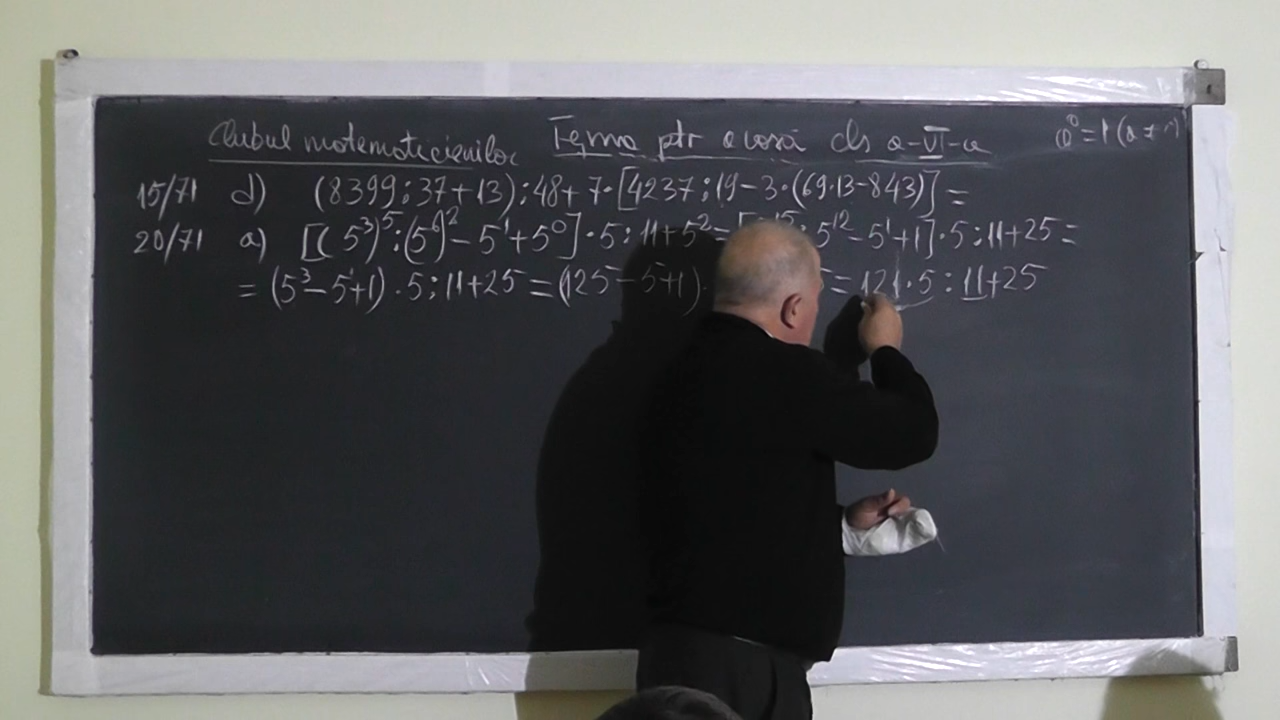 Clubul matematicienilor Tema ptr acasă cls a-VI-a a⁰=1 (a≠
15/71 d) (8399:37+13):48+7·[4237:19-3·(69·13-843)]=
20/71 a) [(5³)⁵:(5⁶)²-5¹+5⁰]·5:11+5²=[ ¹⁵:5¹²-5¹+1]·5:11+25=
=(5³-5¹+1)·5:11+25=(125-5+1)· 5=121·5:11+25